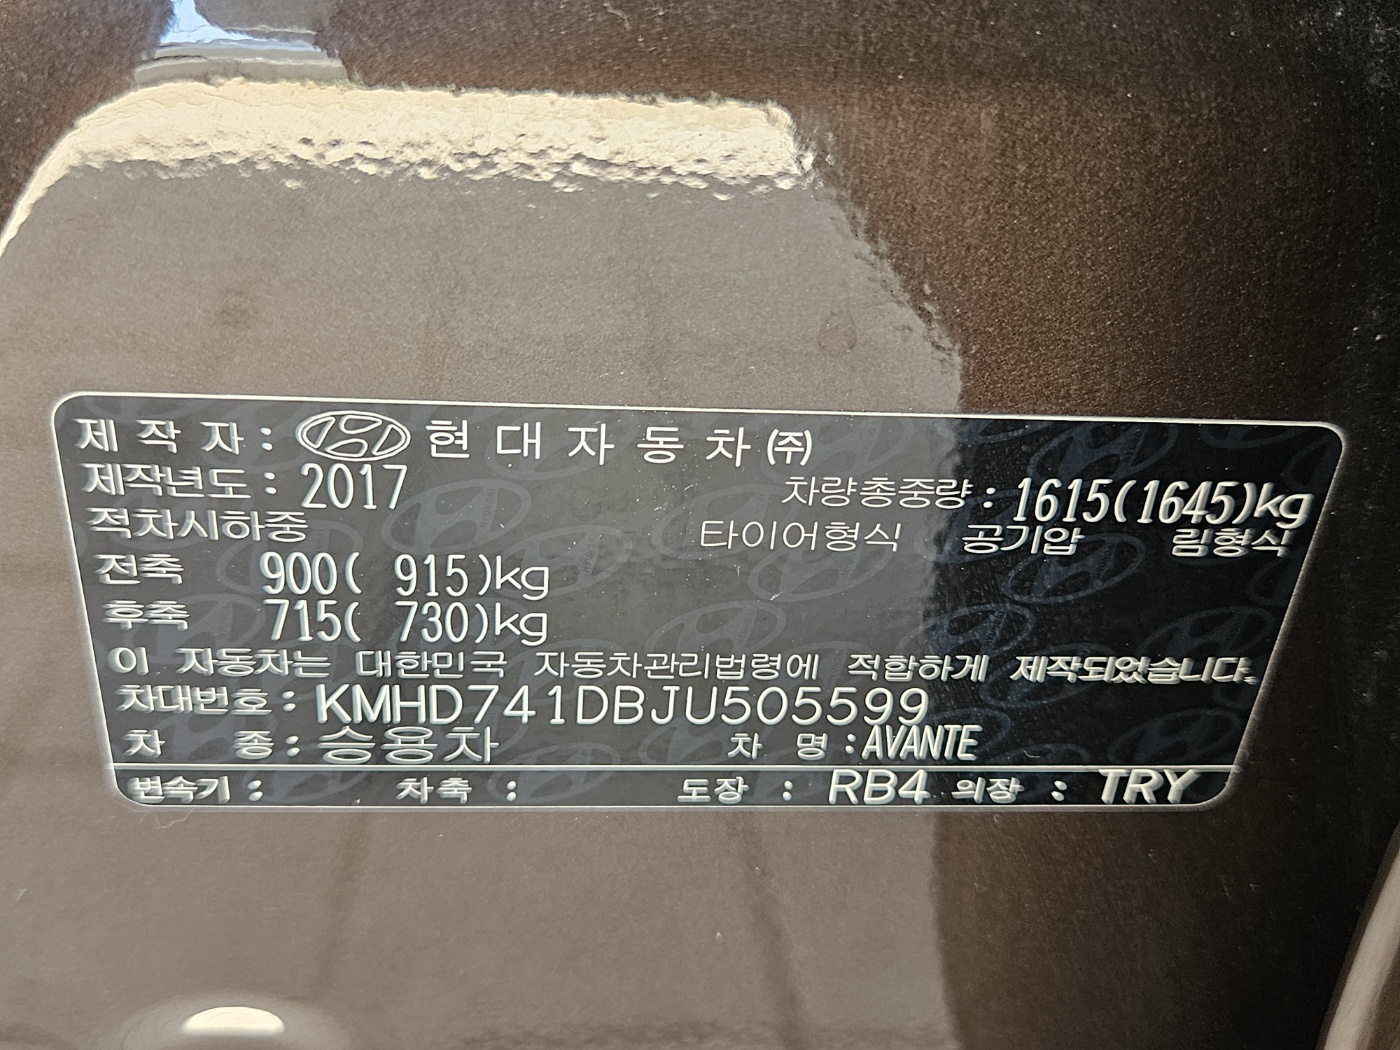 제 작 자 : 현 대 자 동 차 ㈜
제작년도 : 2017 차량총중량 : 1615(1645)kg
적차시하중 타이어형식 공기압 림형식
전축 900( 915)kg
후축 715( 730)kg
이 자동차는 대한민국 자동차관리법령에 적합하게 제작되었습니다.
차대번호 : KMHD741DBJU505599
차 종 : 승용차 차 명 : AVANTE
변속기 : 차축 : 도장 : RB4 의장 : TRY